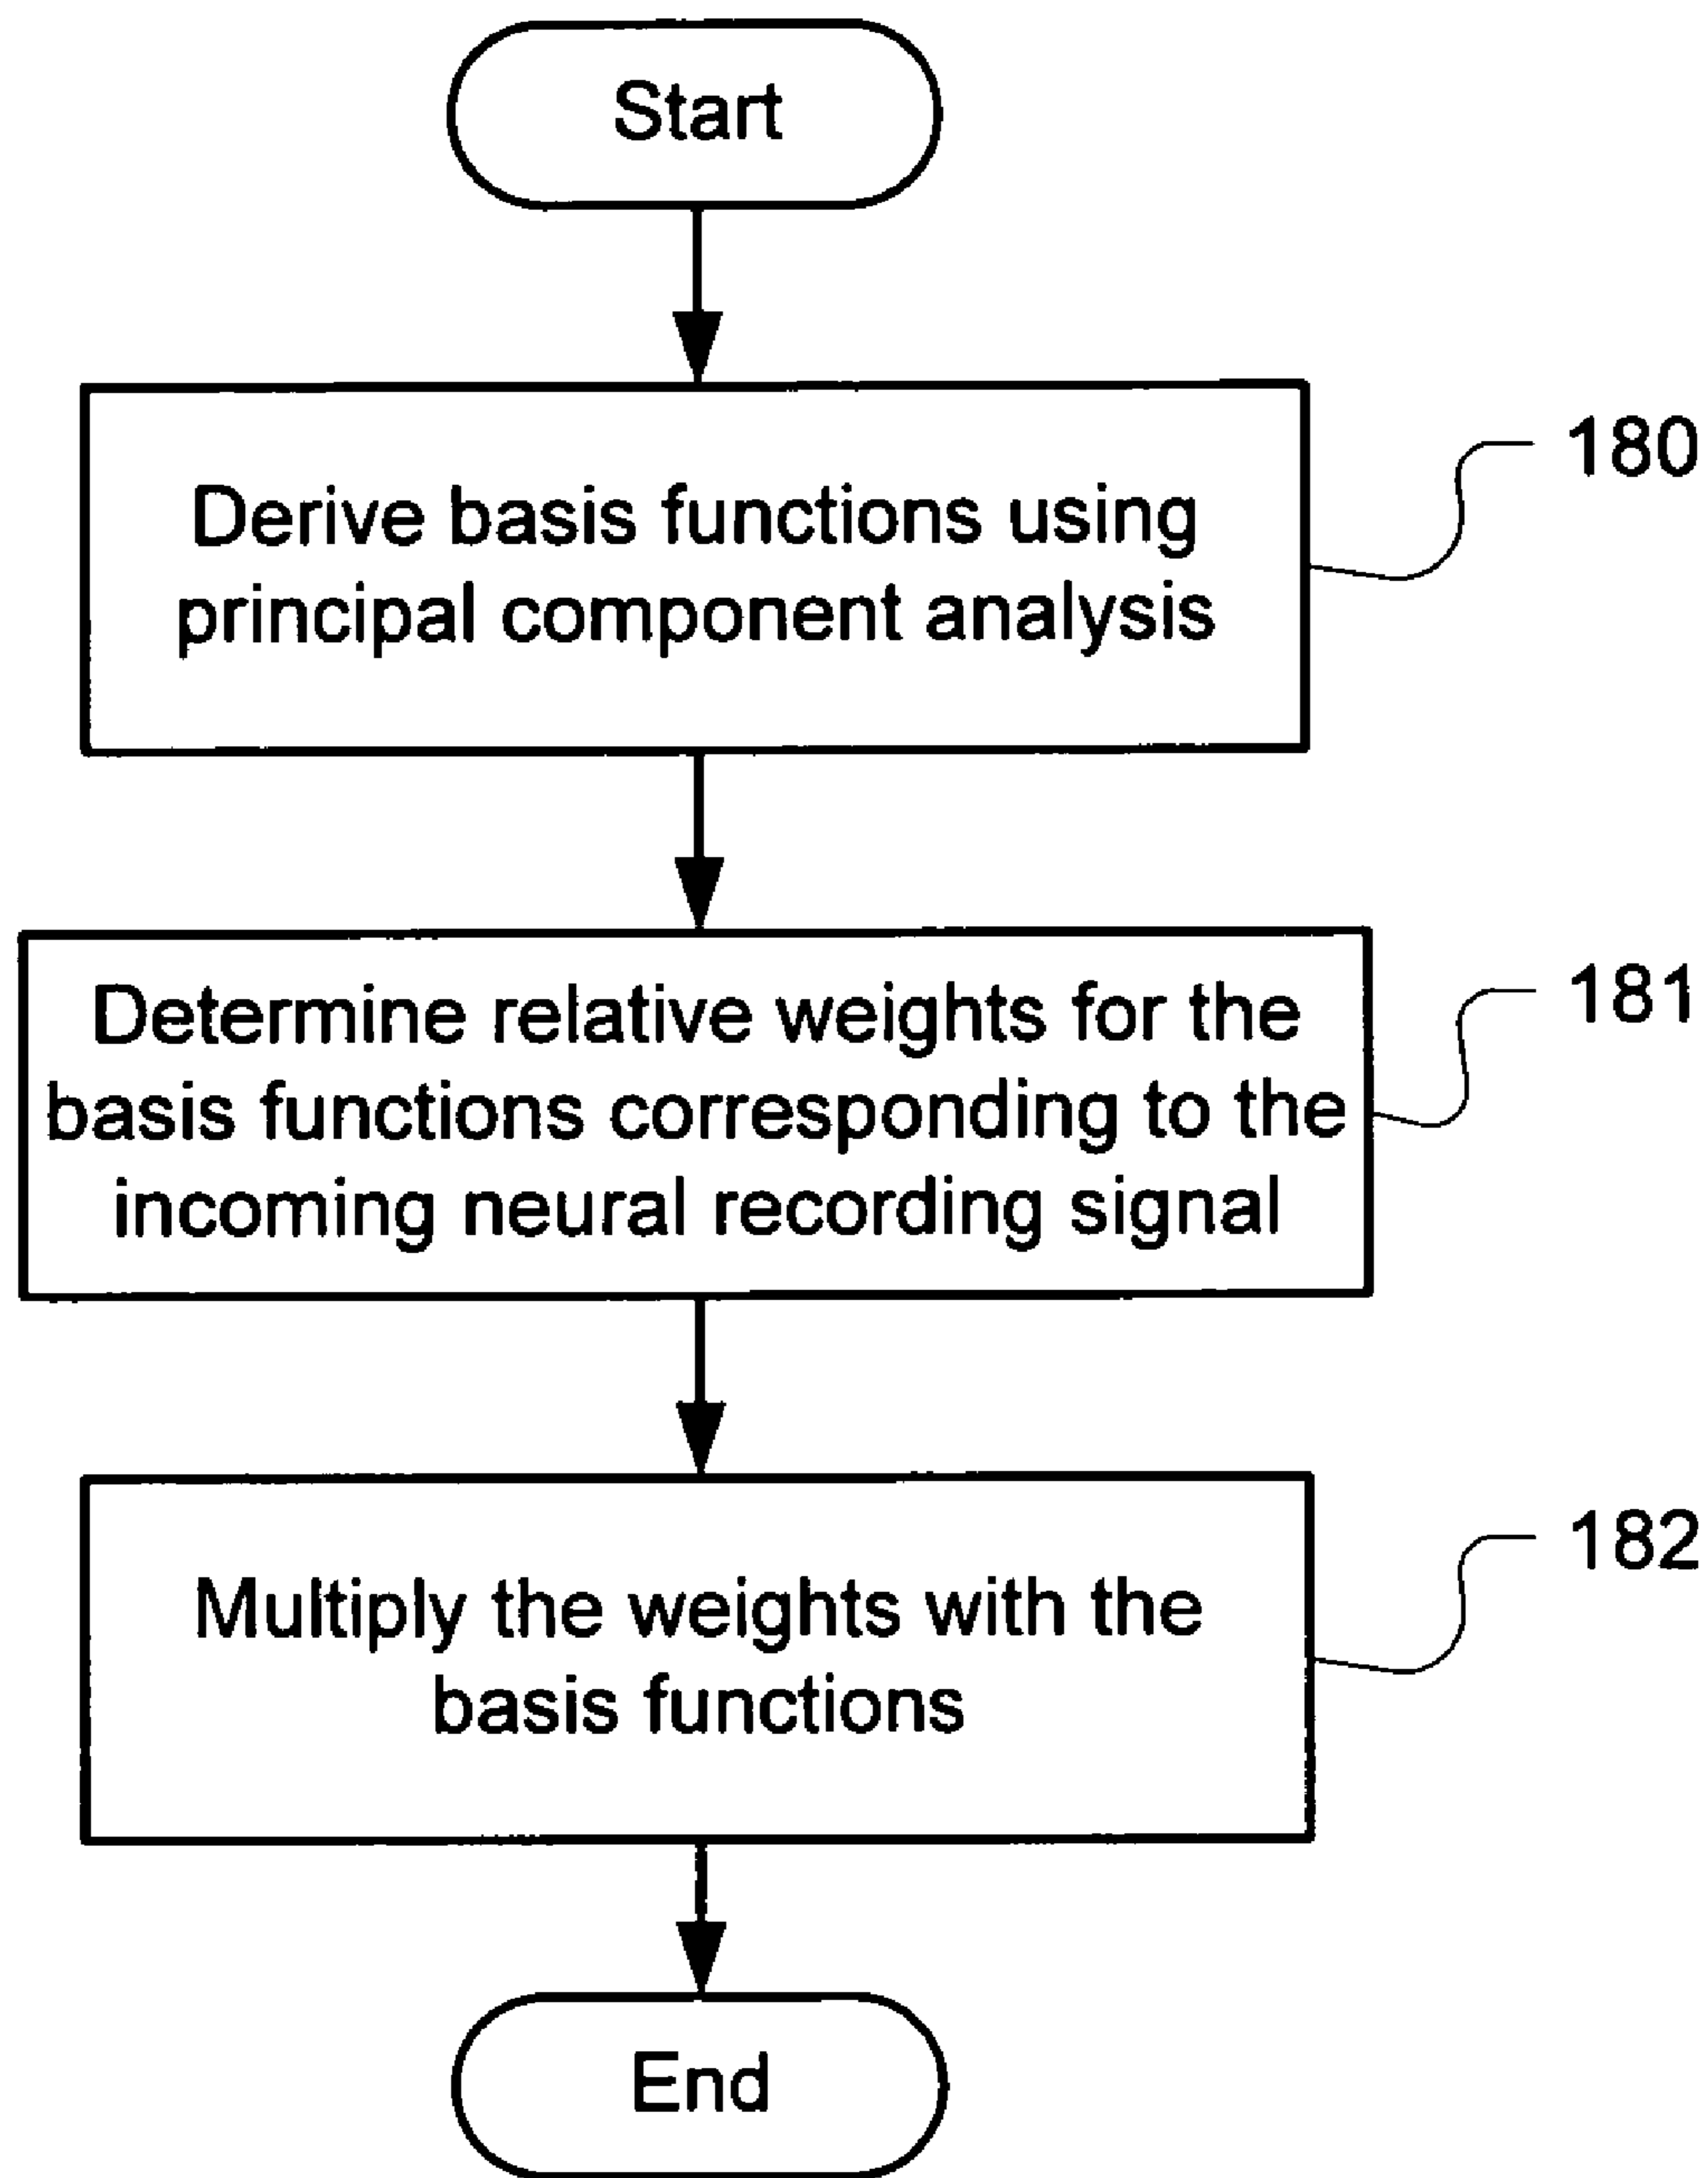 Start
Derive basis functions using
principal component analysis
180
Determine relative weights for the
basis functions corresponding to the
incoming neural recording signal
181
Multiply the weights with the
basis functions
182
End